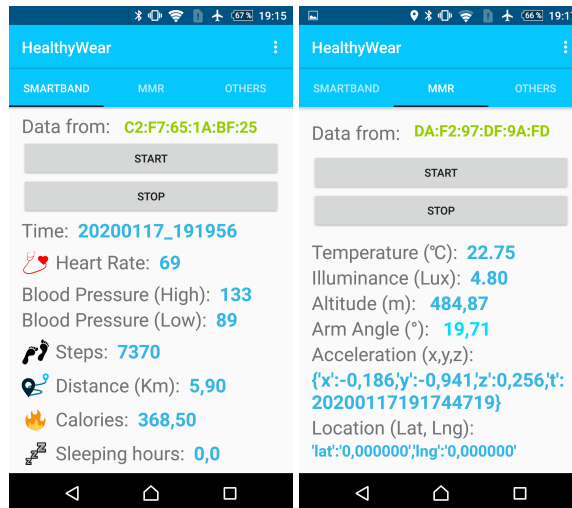 67% 19:15
HealthyWear
SMARTBAND MMR OTHERS
Data from: C2:F7:65:1A:BF:25
START
STOP
Time: 20200117_191956
Heart Rate: 69
Blood Pressure (High): 133
Blood Pressure (Low): 89
Steps: 7370
Distance (Km): 5,90
Calories: 368,50
Sleeping hours: 0,0
66% 19:17
HealthyWear
SMARTBAND MMR OTHERS
Data from: DA:F2:97:DF:9A:FD
START
STOP
Temperature (°C): 22.75
Illuminance (Lux): 4.80
Altitude (m): 484,87
Arm Angle (°): 19,71
Acceleration (x,y,z):
{'x':-0,186,'y':-0,941,'z':0,256,'t':
20200117191744719}
Location (Lat, Lng):
'lat':'0,000000','lng':'0,000000'